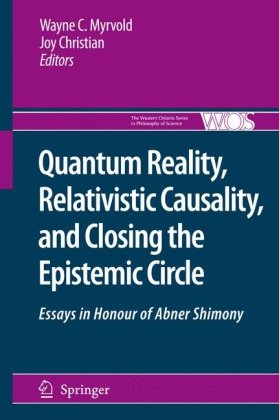 Wayne C. Myrvold
Joy Christian
Editors
The Western Ontario Series
in Philosophy of Science
WOS
Quantum Reality,
Relativistic Causality,
and Closing the
Epistemic Circle
Essays in Honour of Abner Shimony
Springer